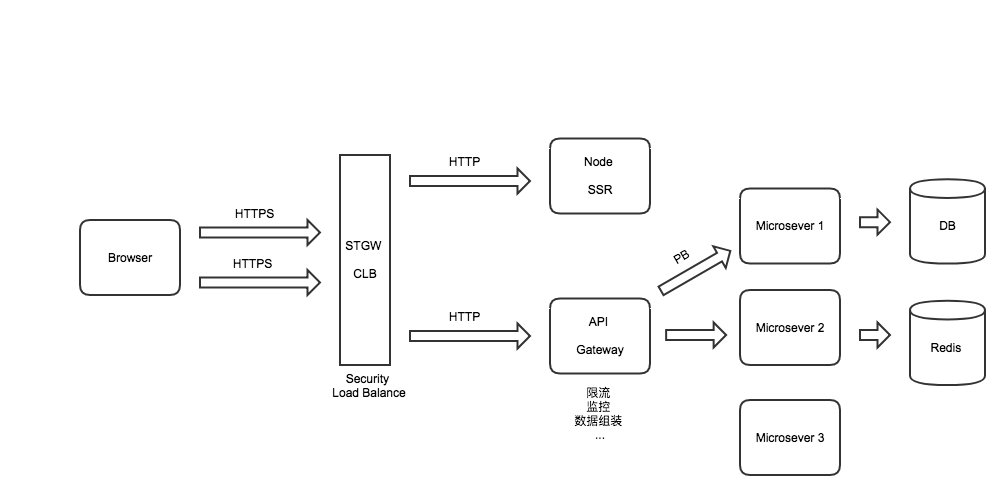 Browser
HTTPS
HTTPS
STGW
CLB
Security
Load Balance
HTTP
HTTP
Node
SSR
API
Gateway
限流
监控
数据组装
...
PB
Microsever 1
Microsever 2
Microsever 3
DB
Redis